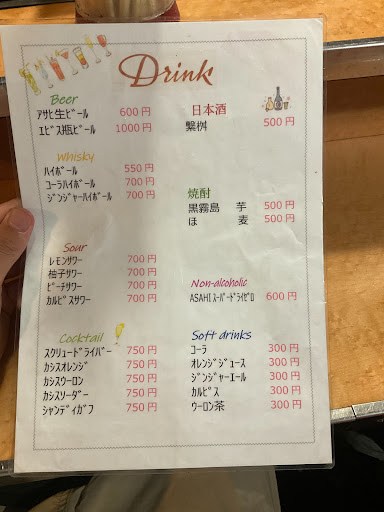 Drink
Beer
アサヒ生ビール 600円
エビス瓶ビール 1000円
Whisky
ハイボール 550円
コーラハイボール 700円
ジンジャーハイボール 700円
Sour
レモンサワー 700円
柚子サワー 700円
ピーチサワー 700円
カルピスサワー 700円
Cocktail
スクリュードライバー 750円
カシスオレンジ 750円
カシスウーロン 750円
カシスソーダー 750円
シャンディガフ 750円
日本酒
繋桝 500円
焼酎
黒霧島 芋 500円
ほ 麦 500円
Non-alcoholic
ASAHIスーパードライゼロ 600円
Soft drinks
コーラ 300円
オレンジジュース 300円
ジンジャーエール 300円
カルピス 300円
ウーロン茶 300円